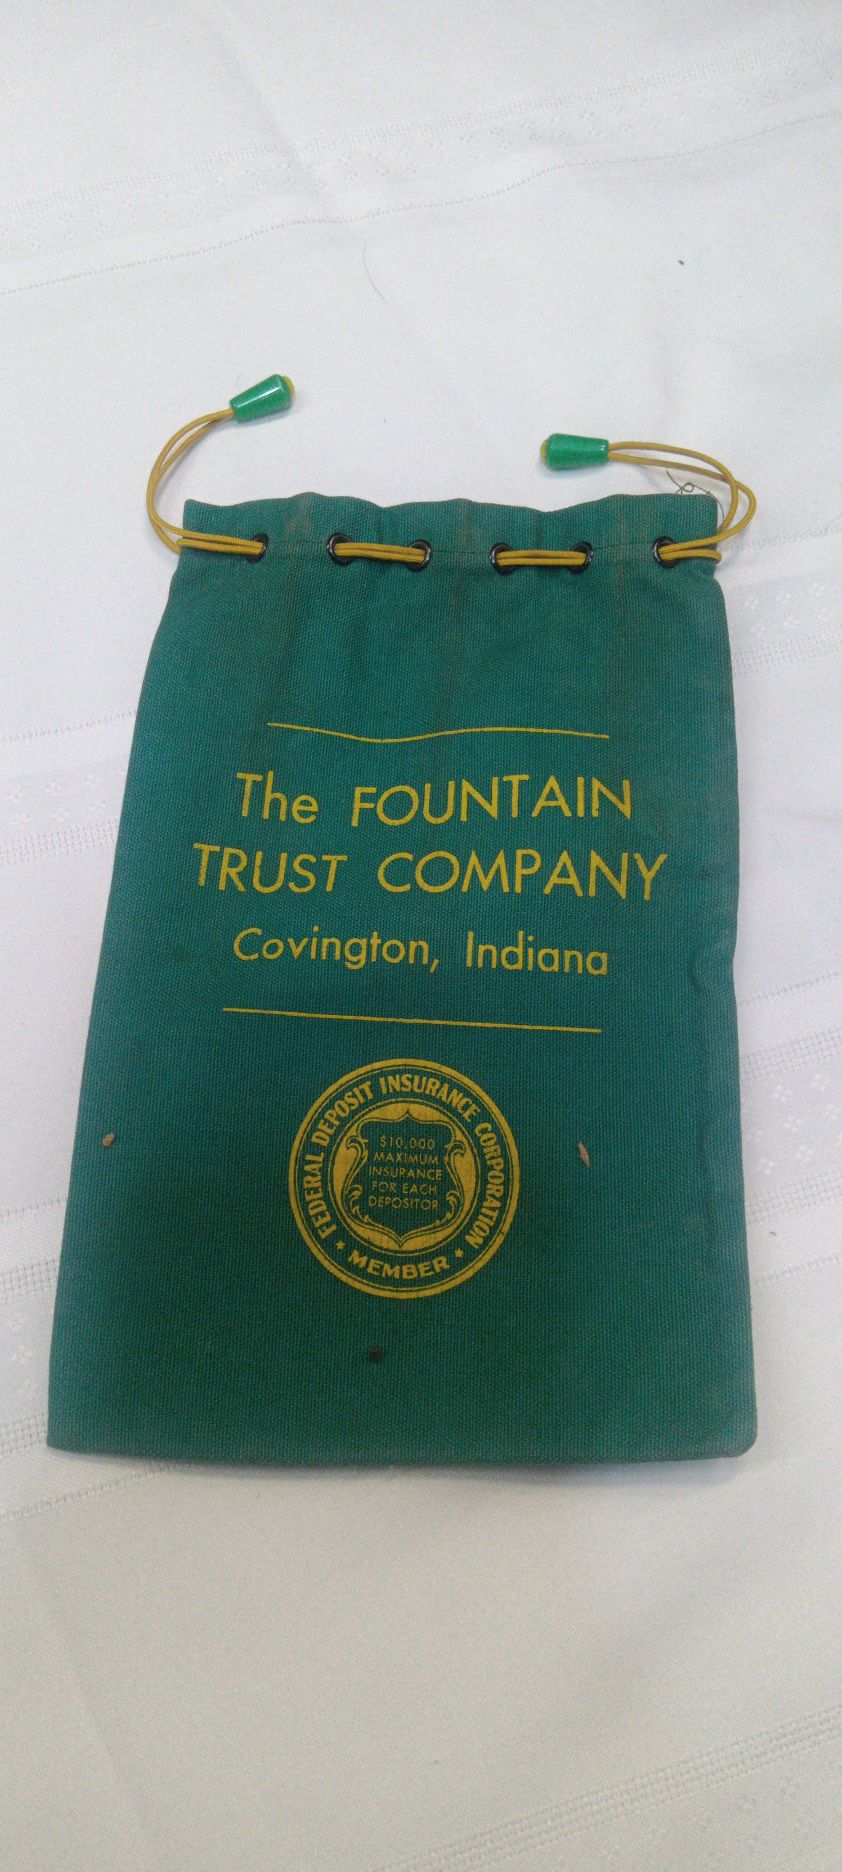 The FOUNTAIN
TRUST COMPANY
Covington, Indiana
FEDERAL DEPOSIT INSURANCE CORPORATION
$10,000
MAXIMUM
INSURANCE
FOR EACH
DEPOSITOR
MEMBER